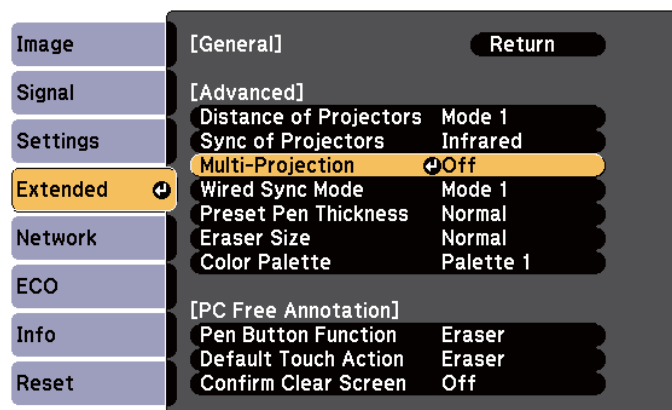 Image
Signal
Settings
Extended
Network
ECO
Info
Reset
[General] Return
[Advanced]
Distance of Projectors Mode 1
Sync of Projectors Infrared
Multi-Projection Off
Wired Sync Mode Mode 1
Preset Pen Thickness Normal
Eraser Size Normal
Color Palette Palette 1
[PC Free Annotation]
Pen Button Function Eraser
Default Touch Action Eraser
Confirm Clear Screen Off